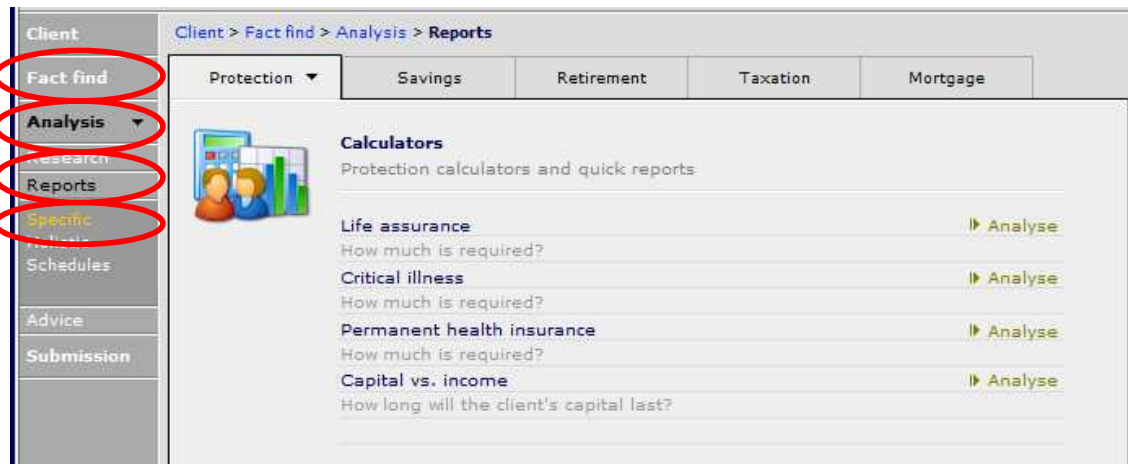 Client
Fact find
Analysis
Research
Reports
Specific
Holistic
Schedules
Advice
Submission
Client > Fact find > Analysis > Reports
Protection Savings Retirement Taxation Mortgage
Calculators
Protection calculators and quick reports
Life assurance Analyse
How much is required?
Critical illness Analyse
How much is required?
Permanent health insurance Analyse
How much is required?
Capital vs. income Analyse
How long will the client's capital last?